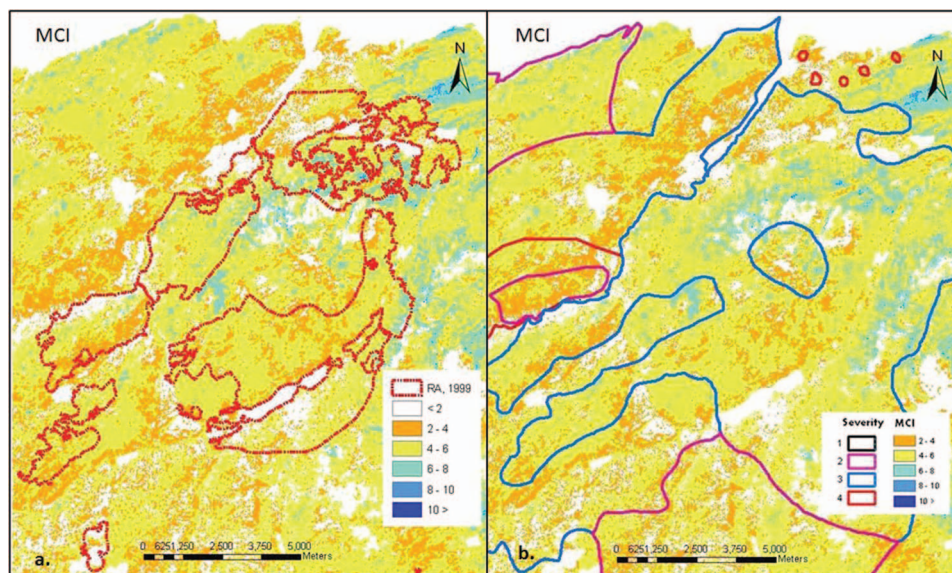 MCI
N
RA, 1999
< 2
2 - 4
4 - 6
6 - 8
8 - 10
10 >
0 6251,250 2,500 3,750 5,000
Meters
a.
MCI
N
Severity MCI
1 2 - 4
2 4 - 6
3 6 - 8
4 8 - 10
10 >
0 6251,250 2,500 3,750 5,000
Meters
b.